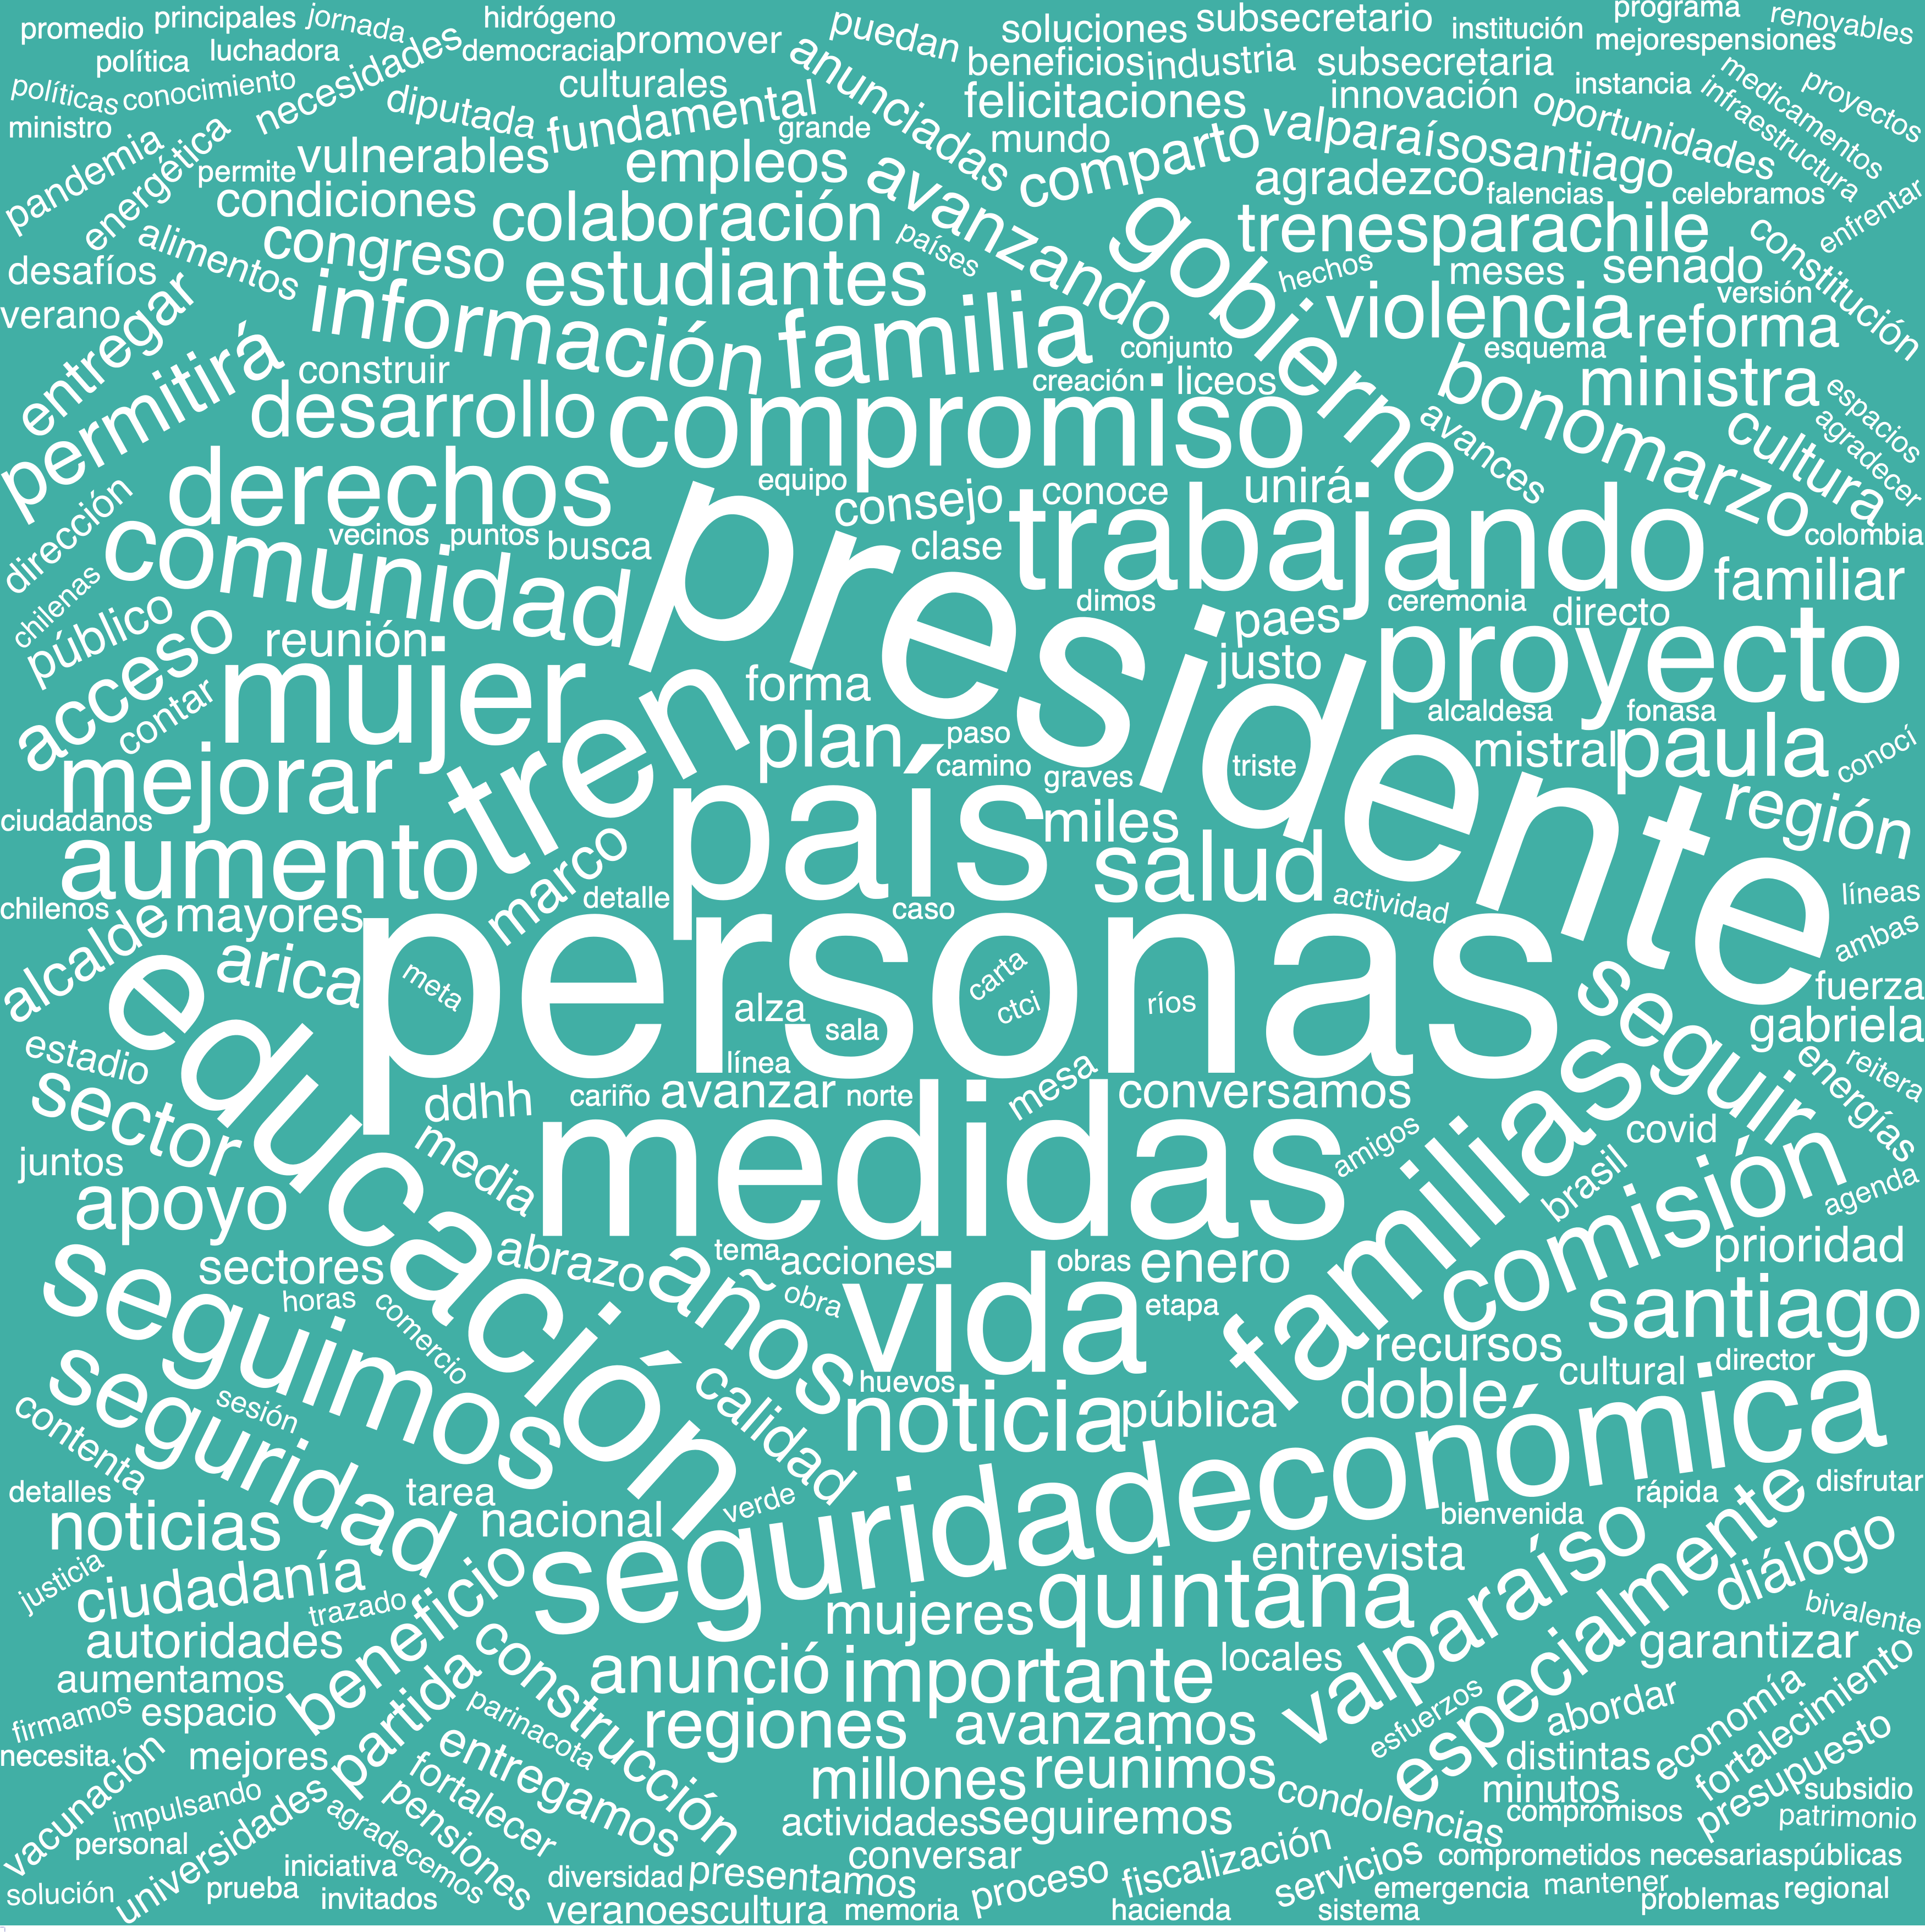 promedio
principales
jornada
hidrógeno
puedan
soluciones
subsecretario
institución
programa
renovables
política
luchadora
necesidades
democracia
promover
anunciadas
beneficios
industria
subsecretaria
mejorespensiones
políticas
conocimiento
culturales
felicitaciones
innovación
instancia
medicamentos
proyectos
ministro
diputada
fundamental
grande
mundo
valparaísosantiago
oportunidades
infraestructura
pandemia
energética
permite
vulnerables
empleos
avanzando
comparto
agradezco
falencias
celebramos
enfrentar
condiciones
colaboración
países
gobierno
trenesparachile
constitución
desafíos
alimentos
congreso
estudiantes
hechos
meses
senado
versión
verano
entregar
información
familia
conjunto
violencia
reforma
esquema
permitirá
construir
creación
liceos
bonomarzo
ministra
espacios
desarrollo
compromiso
avances
cultura
agradecer
derechos
equipo
consejo
conoce
unirá
dirección
vecinos
puntos
busca
presidente
clase
trabajando
colombia
chilenas
comunidad
dimos
ceremonia
familiar
público
reunión
paes
directo
acceso
contar
mujer
tren
forma
justo
proyecto
alcaldesa
fonasa
mejorar
plan
paso
camino
graves
triste
mistral
paula
conocí
ciudadanos
país
miles
región
aumento
marco
detalle
caso
salud
actividad
líneas
chilenos
mayores
ambas
alcalde
arica
personas
meta
carta
fuerza
alza
sala
ctci
ríos
seguir
gabriela
estadio
educación
línea
energías
reitera
sector
ddhh
cariño
avanzar
norte
mesa
conversamos
familias
covid
juntos
media
medidas
amigos
brasil
comisión
agenda
apoyo
sectores
abrazo
años
tema
acciones
obras
enero
prioridad
seguimos
horas
comercio
obra
vida
etapa
santiago
recursos
seguridad
sesión
calidad
huevos
cultural
director
contenta
noticia
pública
doble
seguridadeconómica
detalles
tarea
verde
rápida
disfrutar
noticias
nacional
bienvenida
especialmente
justicia
ciudadanía
trazado
beneficio
entrevista
valparaíso
diálogo
bivalente
autoridades
mujeres
quintana
garantizar
aumentamos
construcción
anunció
importante
locales
firmamos
espacio
partida
parinacota
regiones
avanzamos
esfuerzos
abordar
economía
fortalecimiento
necesita
mejores
entregamos
millones
reunimos
distintas
presupuesto
vacunación
impulsando
fortalecer
pensiones
condolencias
minutos
subsidio
personal
universidades
agradecemos
actividades
seguiremos
compromisos
patrimonio
iniciativa
conversar
fiscalización
comprometidos
necesarias
públicas
solución
prueba
invitados
diversidad
presentamos
proceso
servicios
emergencia
mantener
problemas
regional
veranoescultura
memoria
hacienda
sistema